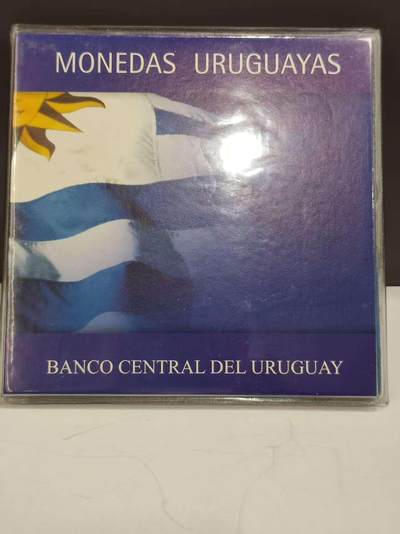 MONEDAS URUGUAYAS
BANCO CENTRAL DEL URUGUAY